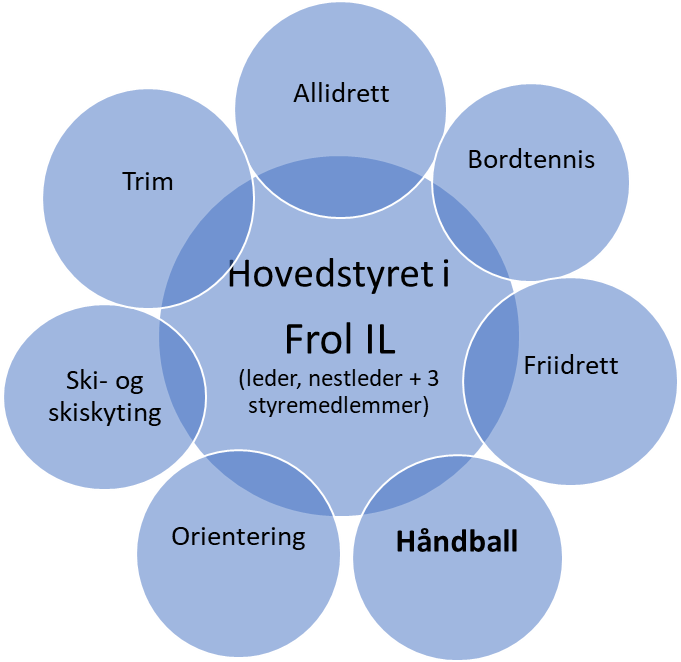 Allidrett
Bordtennis
Trim
Hovedstyret i
Frol IL
(leder, nestleder + 3
styremedlemmer)
Friidrett
Ski- og
skiskyting
Håndball
Orientering